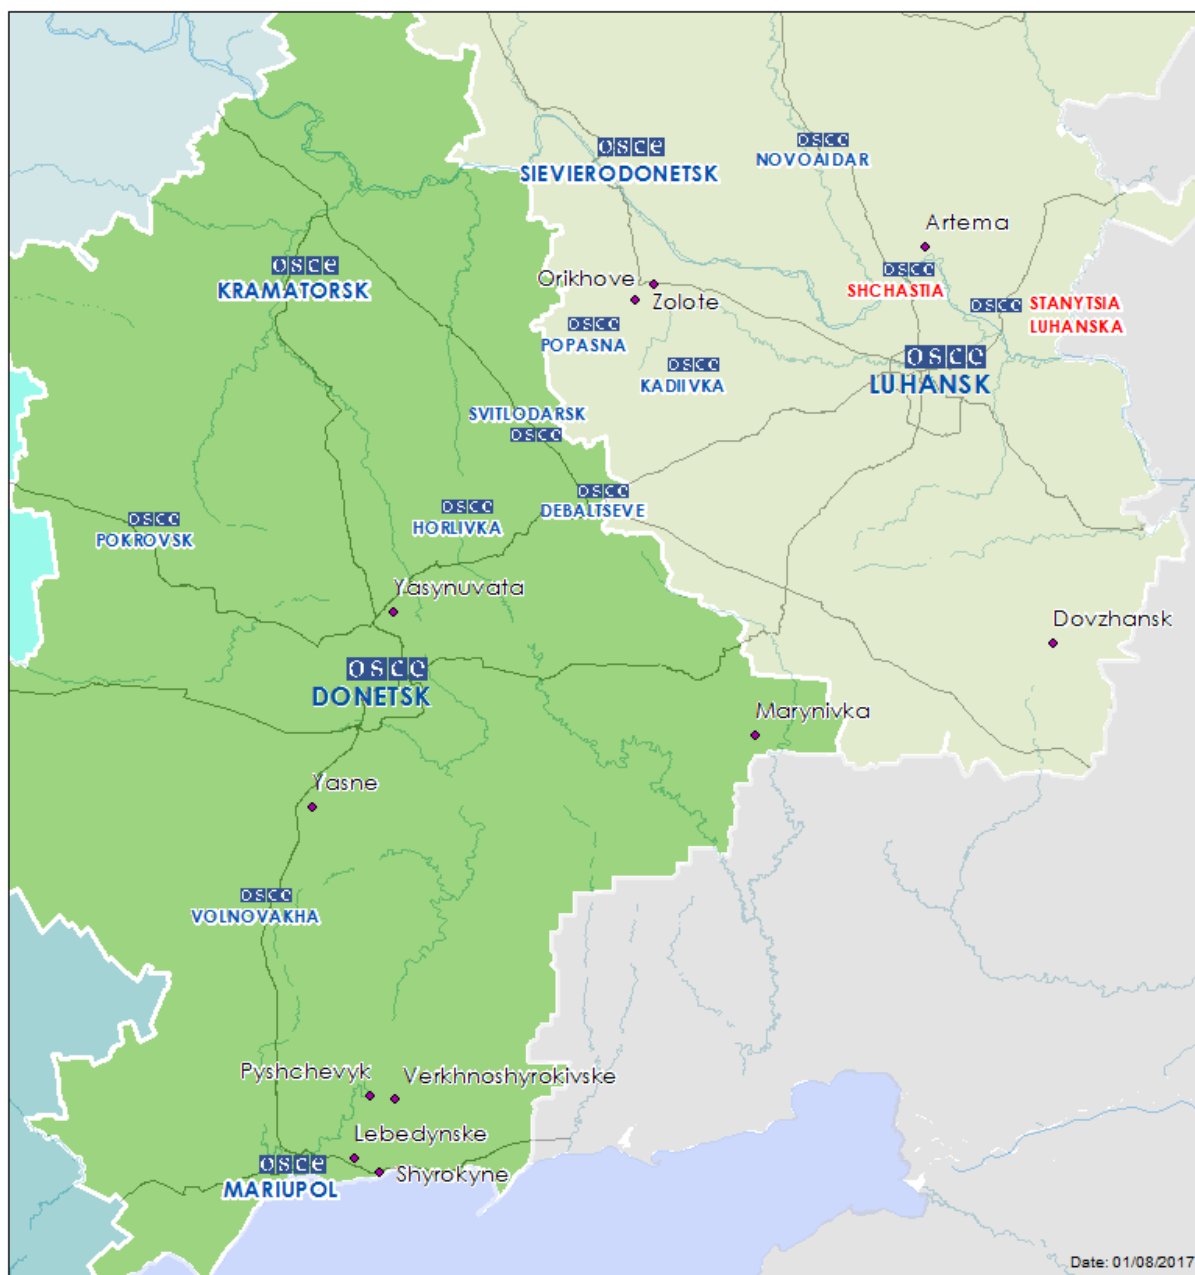 osce
SIEVIERODONETSK
osce
NOVOAIDAR
Artema
osce
KRAMATORSK
Orikhove
Zolote
osce
SHCHASTIA
osce
STANYTSIA
LUHANSKA
osce
POPASNA
osce
KADIIVKA
osce
LUHANSK
SVITLODARSK
osce
osce
DEBALTSEVE
osce
HORLIVKA
osce
POKROVSK
Yasynuvata
Dovzhansk
osce
DONETSK
Marynivka
Yasne
osce
VOLNOVAKHA
Pyshchevyk
Verkhnoshyrokivske
Lebedynske
osce
MARIUPOL
Shyrokyne
Date: 01/08/2017